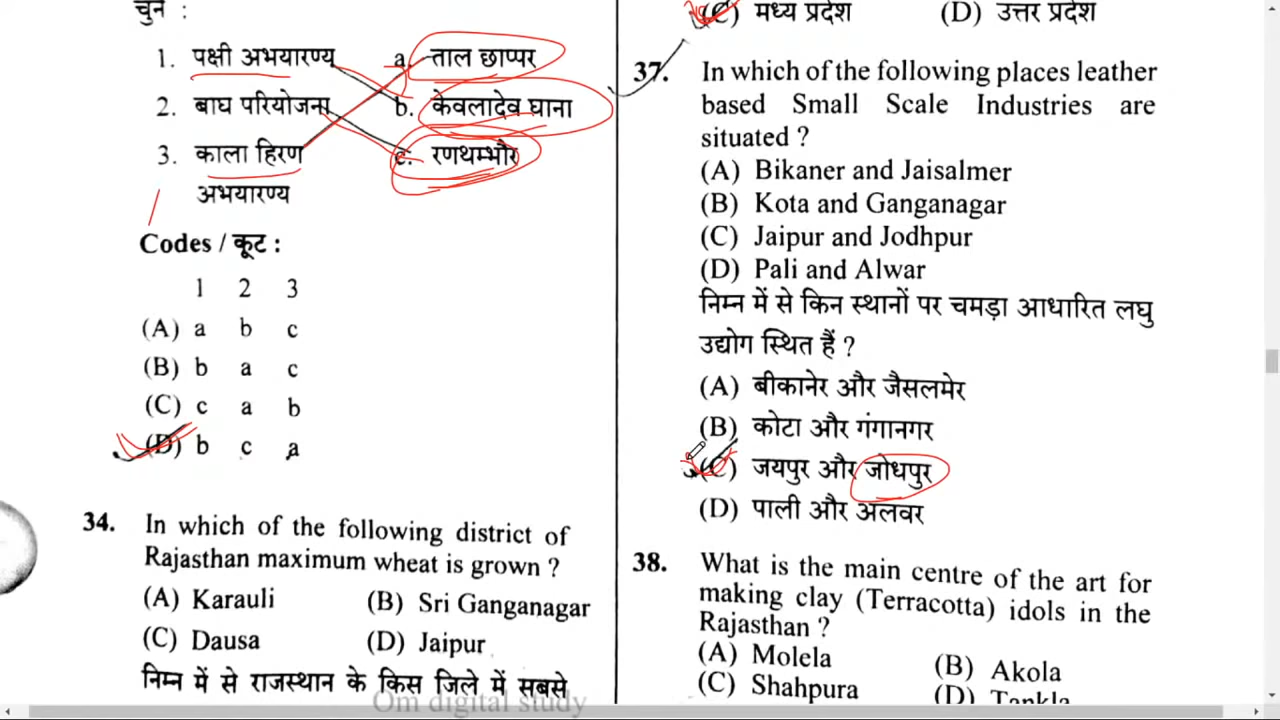 चुनें :
1. पक्षी अभयारण्य a. ताल छाप्पर
2. बाघ परियोजना b. केवलादेव घाना
3. काला हिरण c. रणथम्भौर
अभयारण्य
Codes / कूट :
1 2 3
(A) a b c
(B) b a c
(C) c a b
(D) b c a
34. In which of the following district of
Rajasthan maximum wheat is grown ?
(A) Karauli (B) Sri Ganganagar
(C) Dausa (D) Jaipur
निम्न में से राजस्थान के किस जिले में सबसे
(C) मध्य प्रदेश (D) उत्तर प्रदेश
37. In which of the following places leather
based Small Scale Industries are
situated ?
(A) Bikaner and Jaisalmer
(B) Kota and Ganganagar
(C) Jaipur and Jodhpur
(D) Pali and Alwar
निम्न में से किन स्थानों पर चमड़ा आधारित लघु
उद्योग स्थित हैं ?
(A) बीकानेर और जैसलमेर
(B) कोटा और गंगानगर
(C) जयपुर और जोधपुर
(D) पाली और अलवर
38. What is the main centre of the art for
making clay (Terracotta) idols in the
Rajasthan ?
(A) Molela (B) Akola
(C) Shahpura (D) Tankla
Om digital study